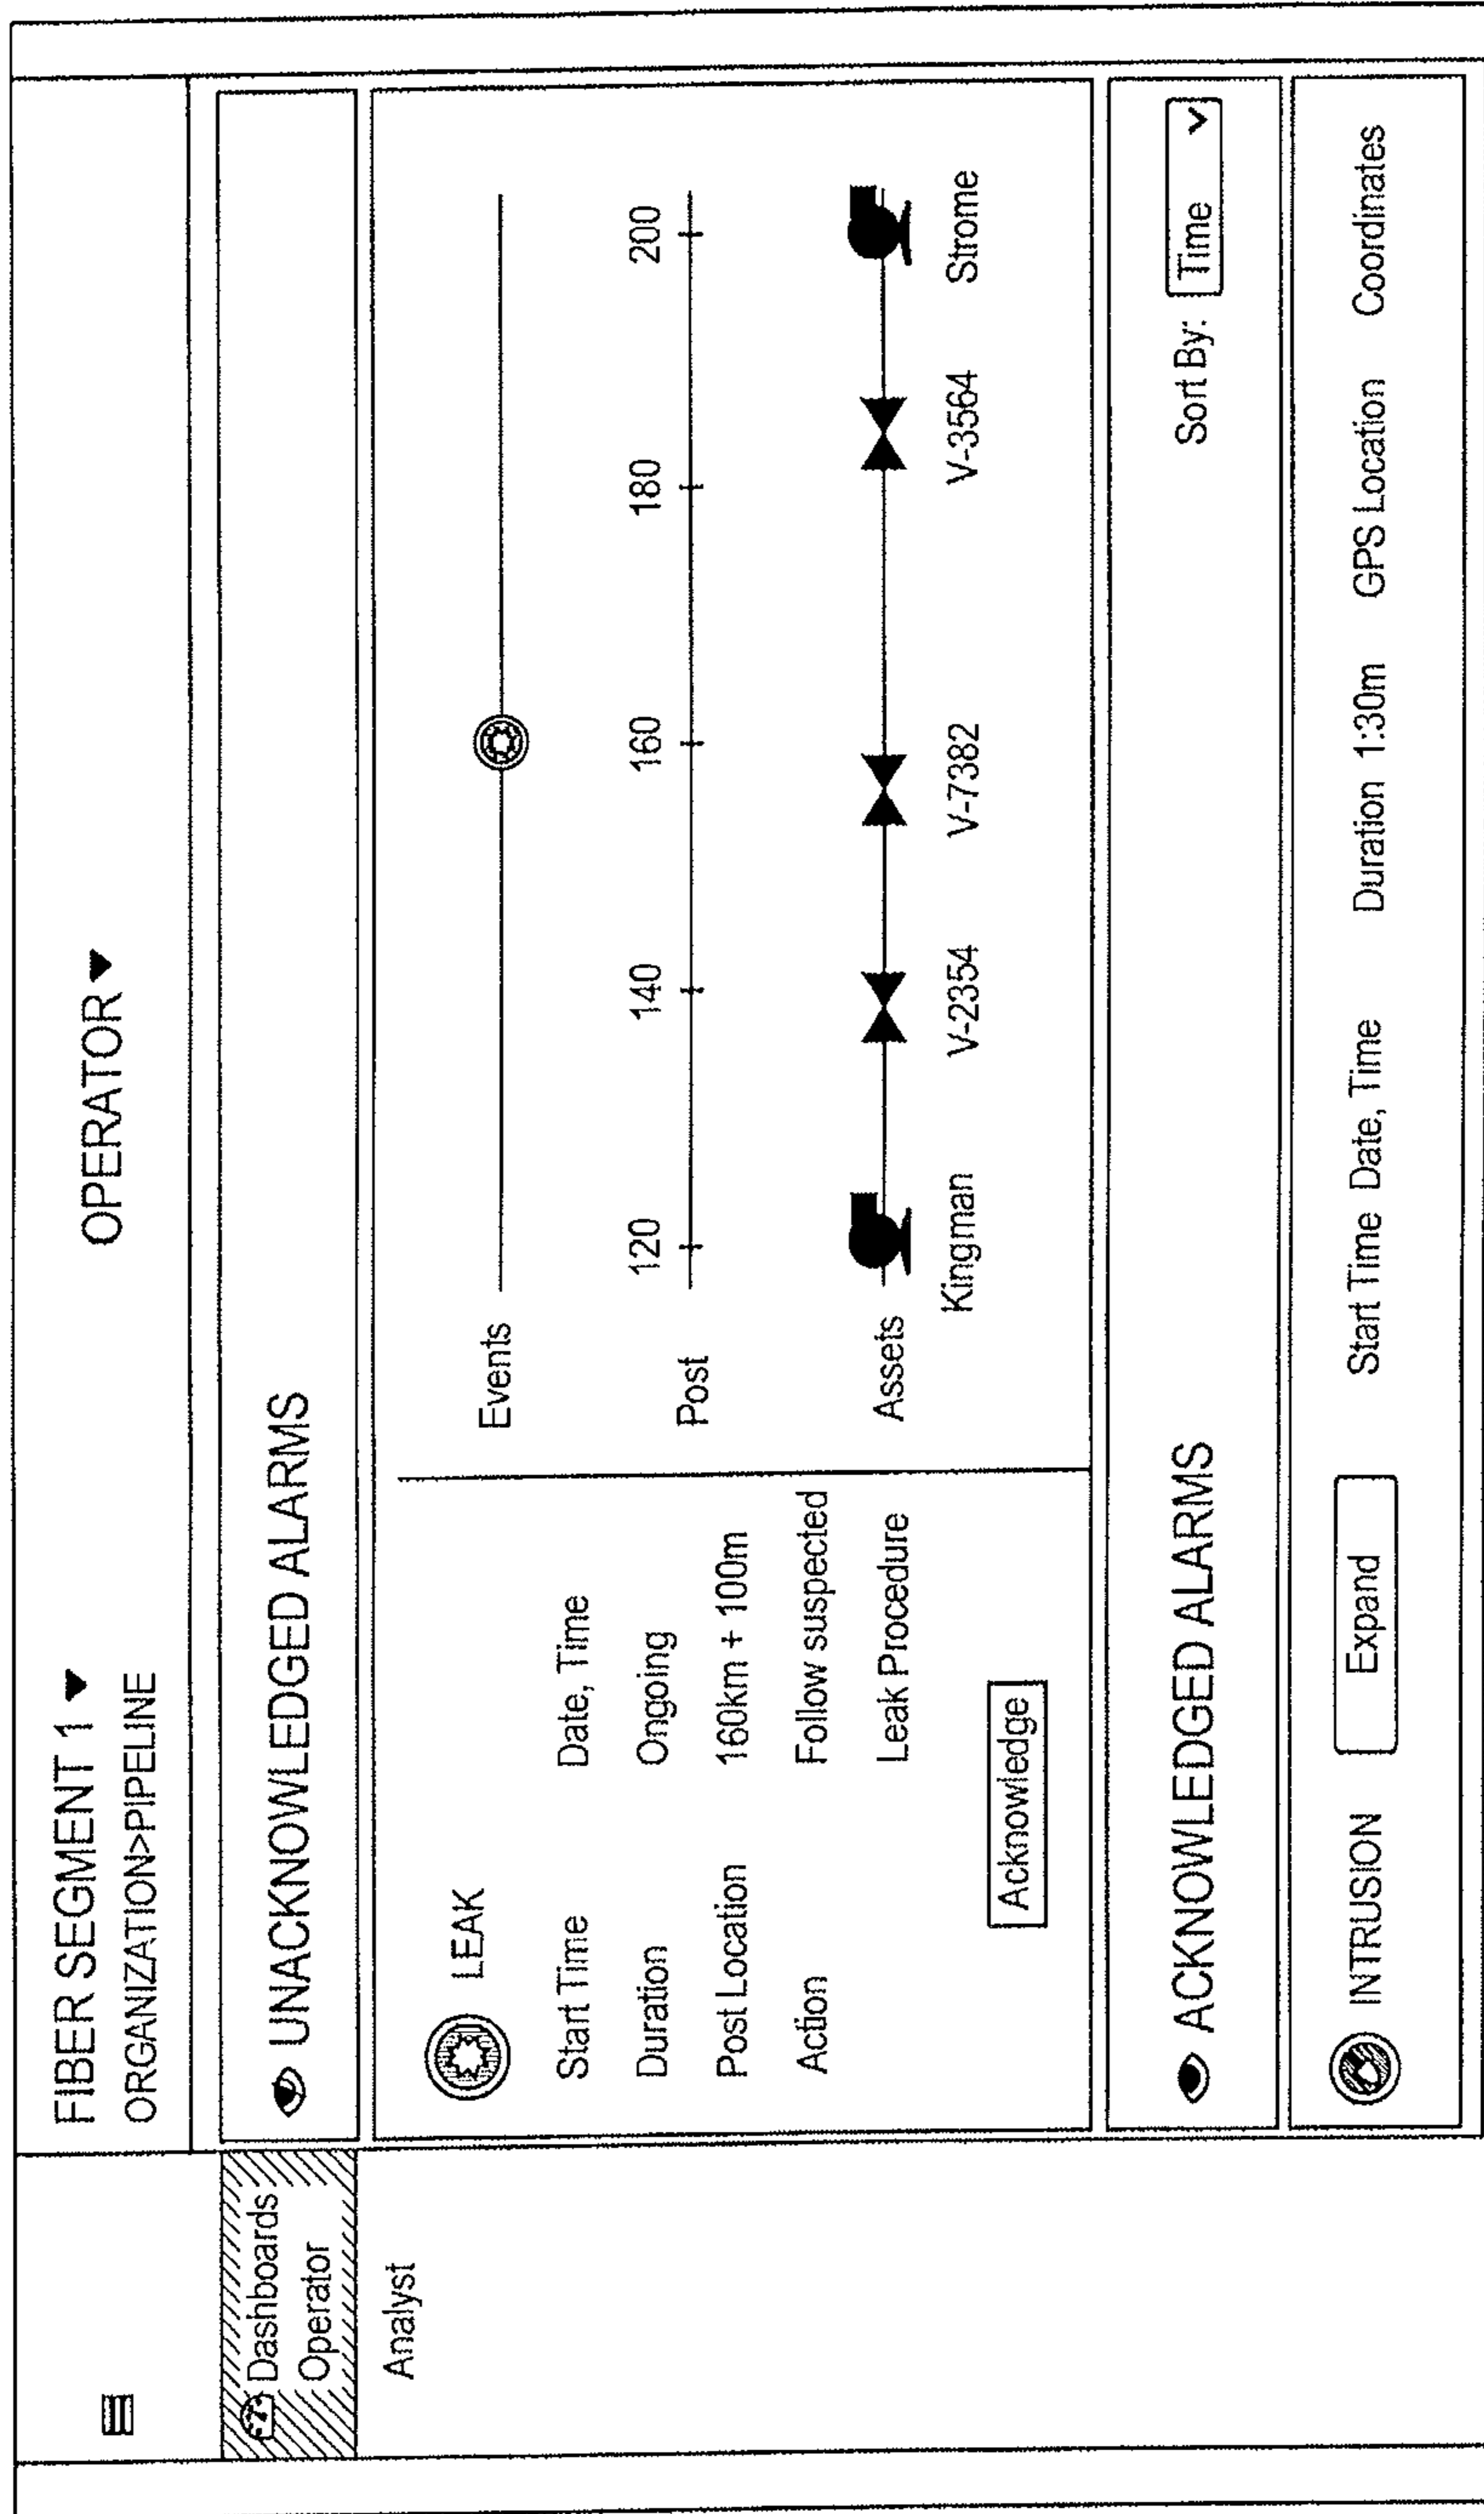 FIBER SEGMENT 1
ORGANIZATION>PIPELINE
OPERATOR
Dashboards
Operator
Analyst
UNACKNOWLEDGED ALARMS
LEAK
Start Time Date, Time
Duration Ongoing
Post Location 160km + 100m
Action Follow suspected
Leak Procedure
Acknowledge
Events
Post 120 140 160 180 200
Assets
Kingman V-2354 V-7382 V-3564 Strome
ACKNOWLEDGED ALARMS Sort By: Time
INTRUSION Expand Start Time Date, Time Duration 1:30m GPS Location Coordinates